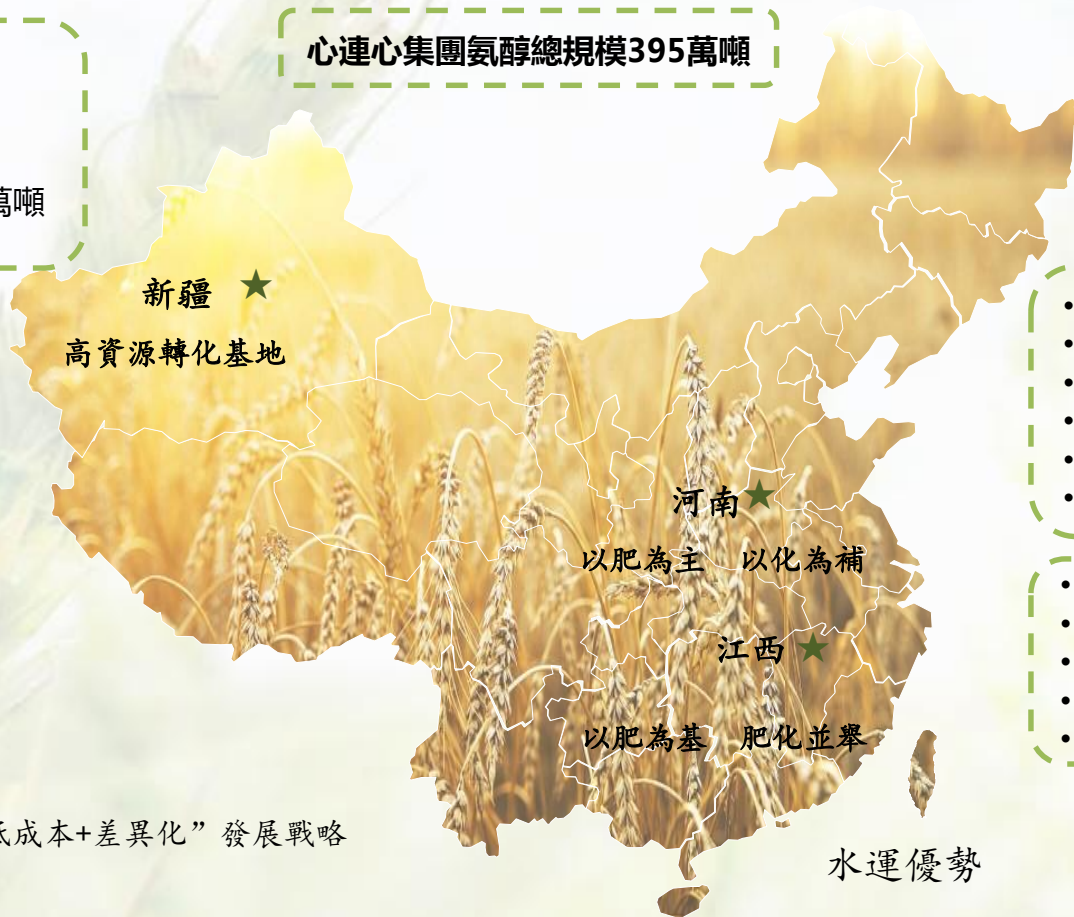 心連心集團氨醇總規模395萬噸
萬噸
新疆
高資源轉化基地
河南
以肥為主 以化為補
江西
以肥為基 肥化並舉
低成本+差異化”發展戰略
水運優勢